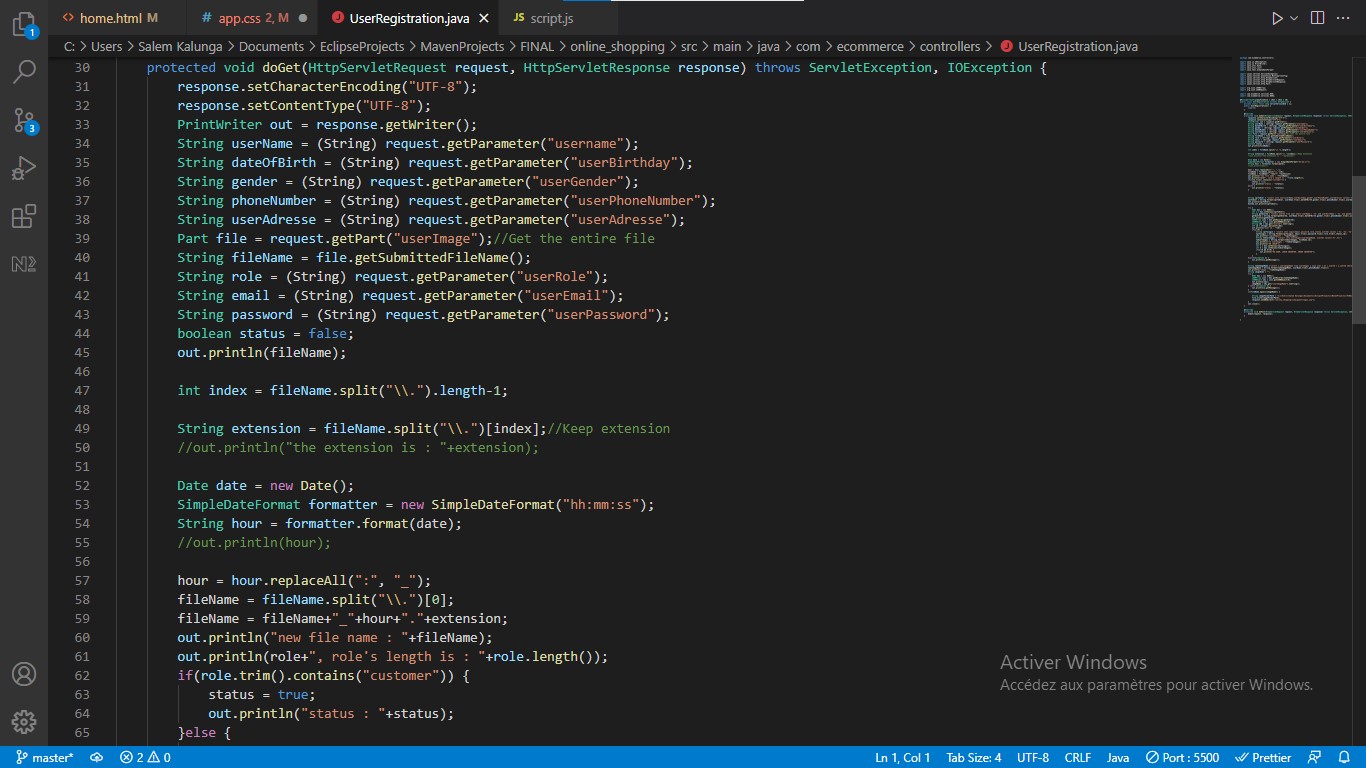 home.html M
app.css 2, M
UserRegistration.java
JS script.js
C: > Users > Salem Kalunga > Documents > EclipseProjects > MavenProjects > FINAL > online_shopping > src > main > java > com > ecommerce > controllers > UserRegistration.java
30 protected void doGet(HttpServletRequest request, HttpServletResponse response) throws ServletException, IOException {
31 response.setCharacterEncoding("UTF-8");
32 response.setContentType("UTF-8");
33 PrintWriter out = response.getWriter();
34 String userName = (String) request.getParameter("username");
35 String dateOfBirth = (String) request.getParameter("userBirthday");
36 String gender = (String) request.getParameter("userGender");
37 String phoneNumber = (String) request.getParameter("userPhoneNumber");
38 String userAdresse = (String) request.getParameter("userAdresse");
39 Part file = request.getPart("userImage");//Get the entire file
40 String fileName = file.getSubmittedFileName();
41 String role = (String) request.getParameter("userRole");
42 String email = (String) request.getParameter("userEmail");
43 String password = (String) request.getParameter("userPassword");
44 boolean status = false;
45 out.println(fileName);
46
47 int index = fileName.split("\\.").length-1;
48
49 String extension = fileName.split("\\.")[index];//Keep extension
50 //out.println("the extension is : "+extension);
51
52 Date date = new Date();
53 SimpleDateFormat formatter = new SimpleDateFormat("hh:mm:ss");
54 String hour = formatter.format(date);
55 //out.println(hour);
56
57 hour = hour.replaceAll(":", "_");
58 fileName = fileName.split("\\.")[0];
59 fileName = fileName+"_"+hour+"."+extension;
60 out.println("new file name : "+fileName);
61 out.println(role+", role's length is : "+role.length());
62 if(role.trim().contains("customer")) {
63 status = true;
64 out.println("status : "+status);
65 }else {
1
3
Activer Windows
Accédez aux paramètres pour activer Windows.
master* 2 0 Ln 1, Col 1 Tab Size: 4 UTF-8 CRLF Java Port : 5500 Prettier